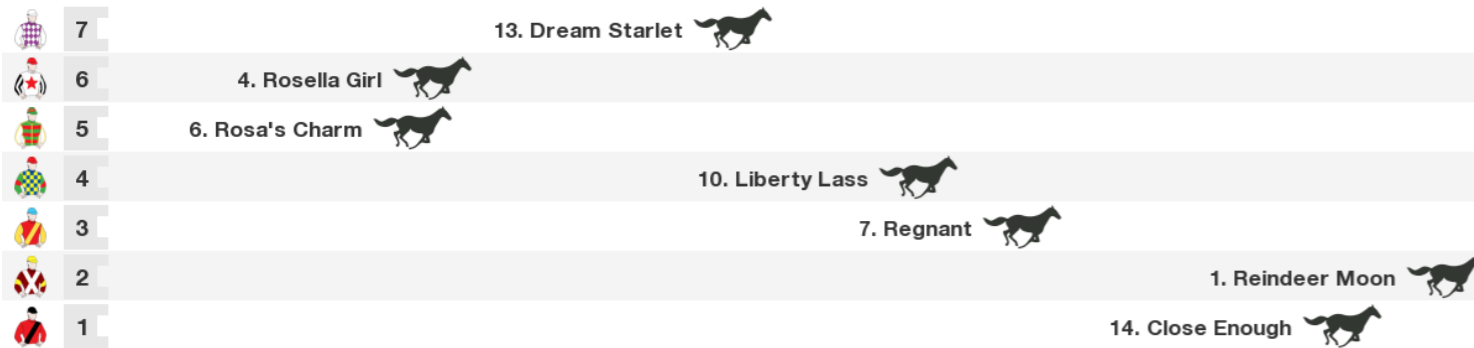 7 13. Dream Starlet
6 4. Rosella Girl
5 6. Rosa's Charm
4 10. Liberty Lass
3 7. Regnant
2 1. Reindeer Moon
1 14. Close Enough